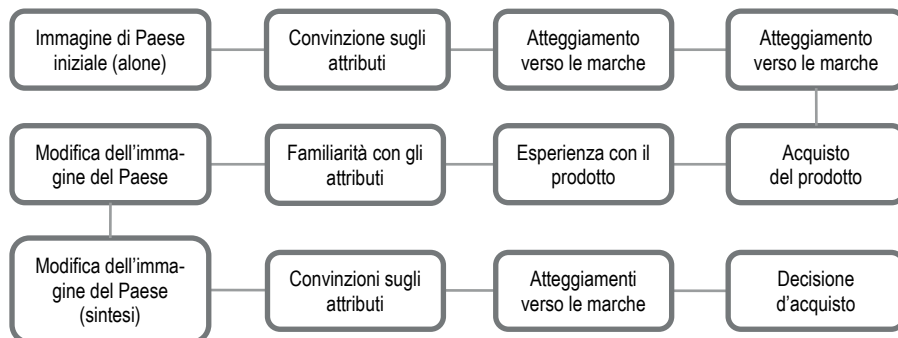 Immagine di Paese
iniziale (alone)
Convinzione sugli
attributi
Atteggiamento
verso le marche
Atteggiamento
verso le marche
Modifica dell'imma-
gine del Paese
Familiarità con gli
attributi
Esperienza con il
prodotto
Acquisto
del prodotto
Modifica dell'imma-
gine del Paese
(sintesi)
Convinzioni sugli
attributi
Atteggiamenti
verso le marche
Decisione
d'acquisto